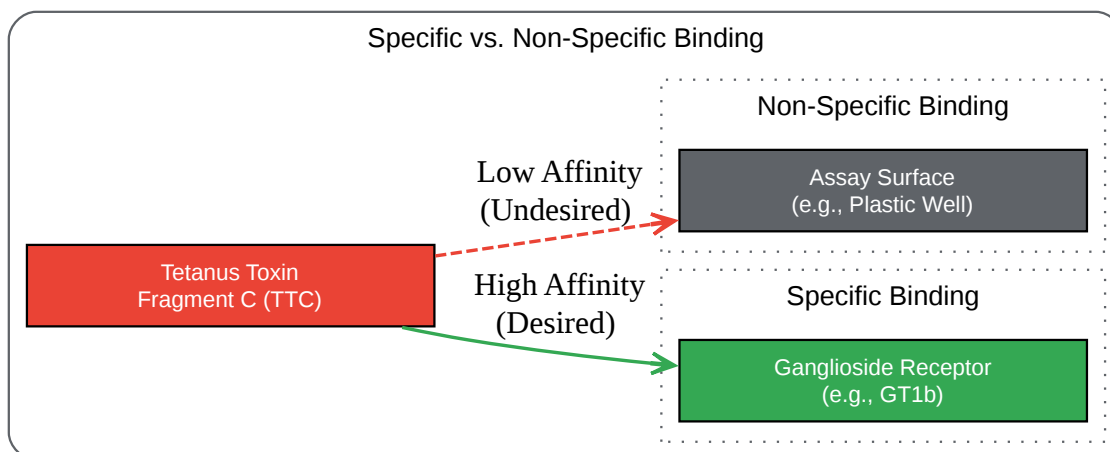 Specific vs. Non-Specific Binding
Non-Specific Binding
Low Affinity
(Undesired)
Assay Surface
(e.g., Plastic Well)
Tetanus Toxin
Fragment C (TTC)
High Affinity
(Desired)
Specific Binding
Ganglioside Receptor
(e.g., GT1b)